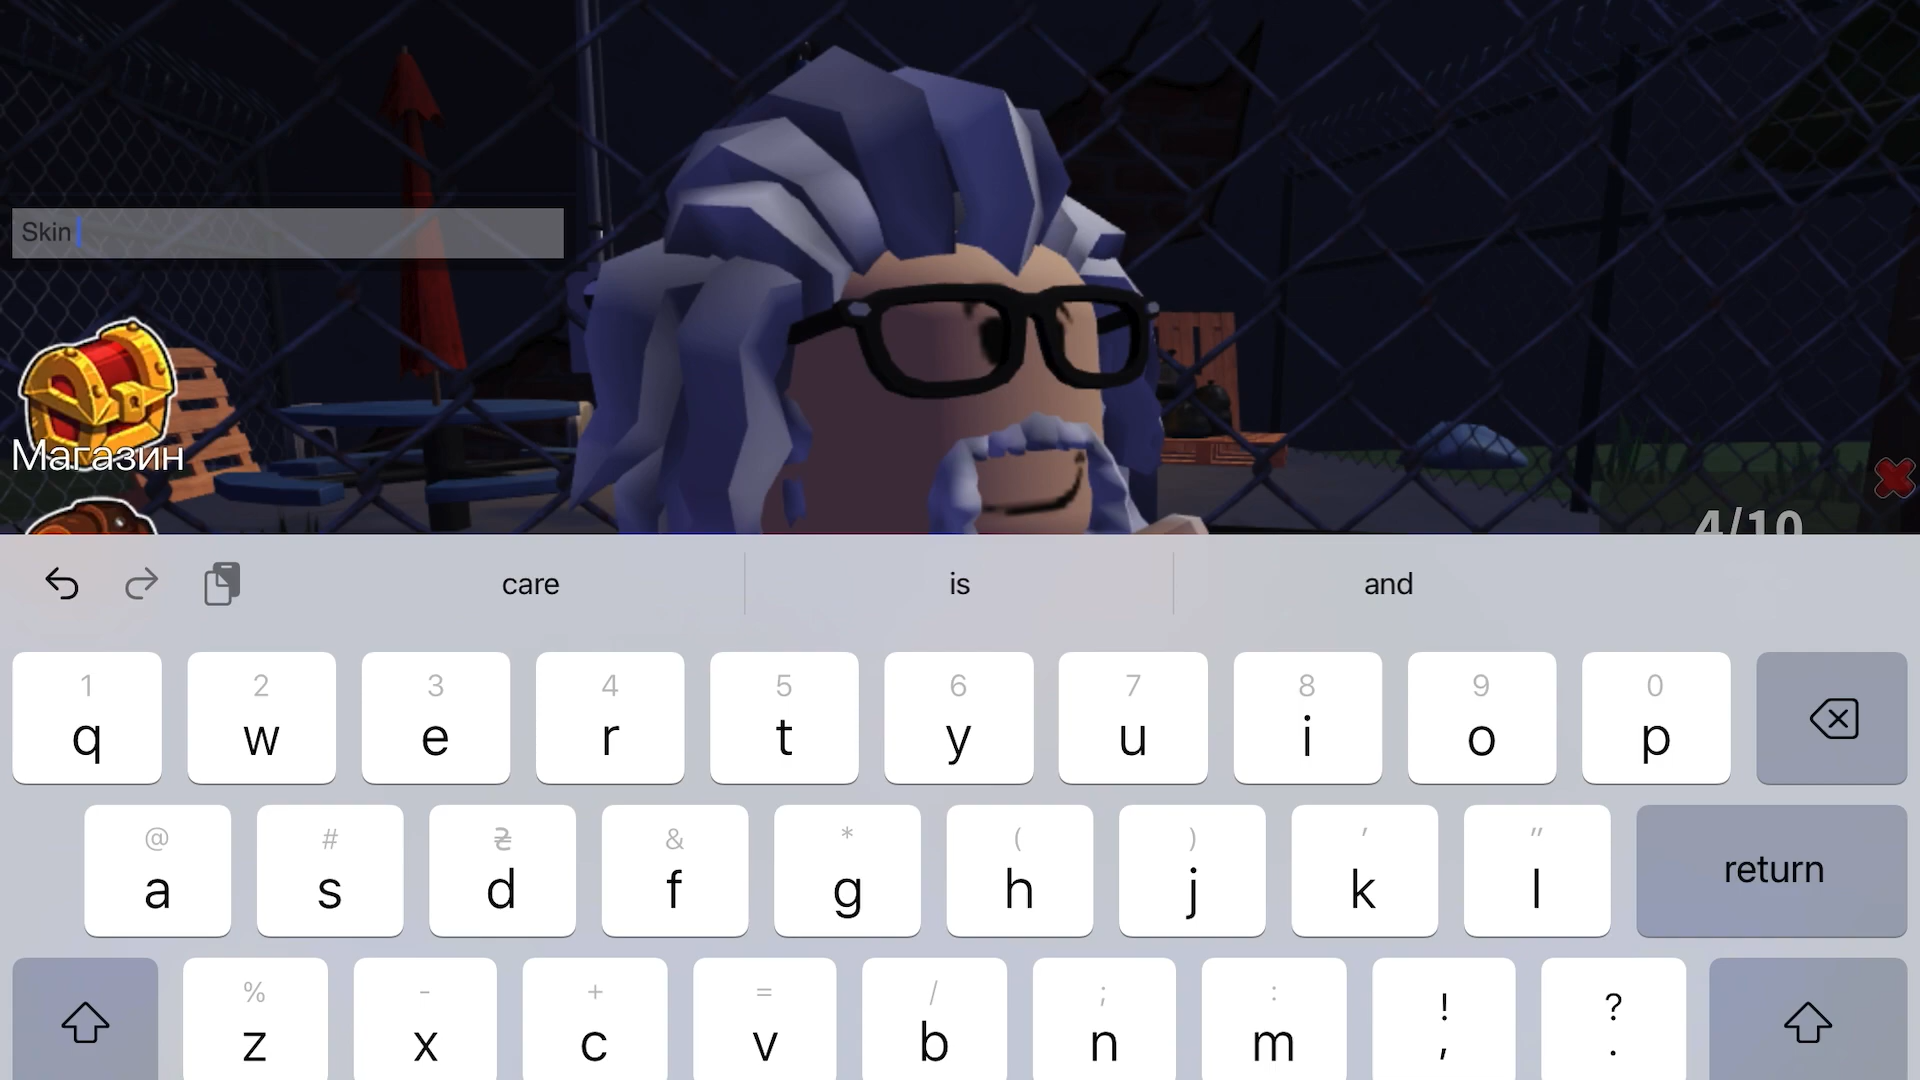 Skin
Магазин
4/10
care is and
1 2 3 4 5 6 7 8 9 0
q w e r t y u i o p
@ # ₴ & * ( ) ' "
a s d f g h j k l return
% - + = / ; : ! ?
z x c v b n m , .